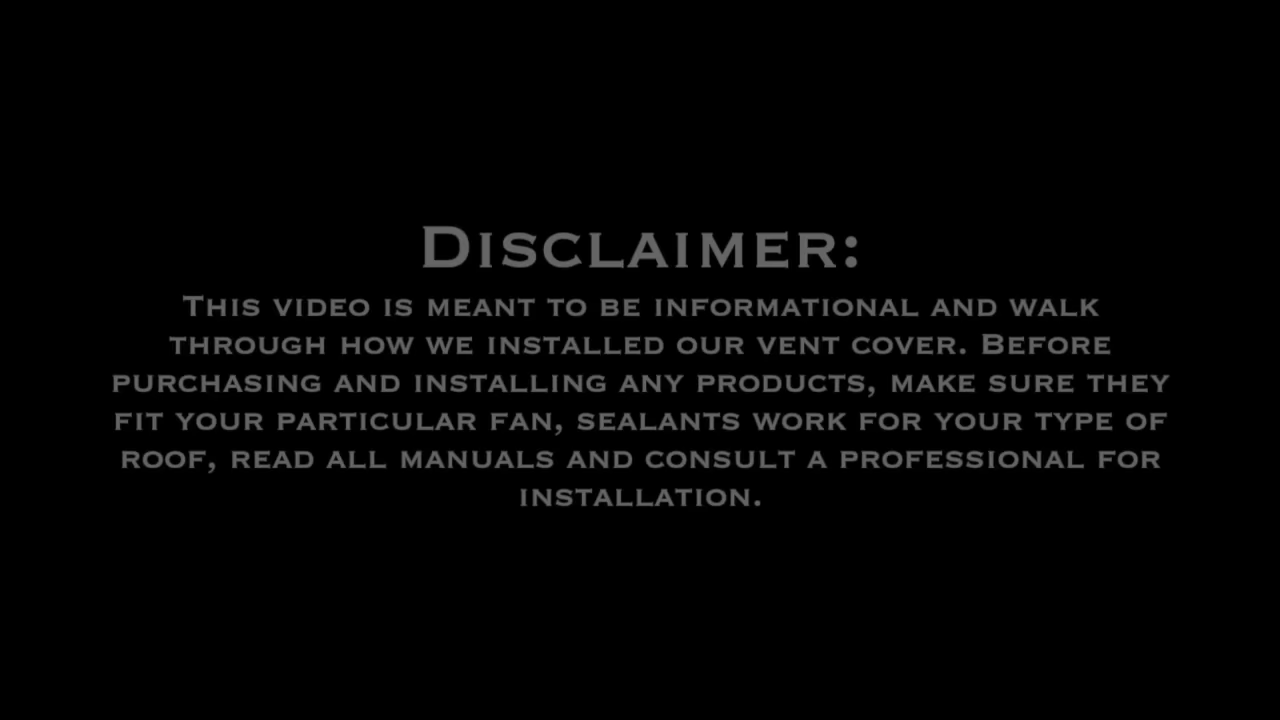 Disclaimer:
This video is meant to be informational and walk
through how we installed our vent cover. Before
purchasing and installing any products, make sure they
fit your particular fan, sealants work for your type of
roof, read all manuals and consult a professional for
installation.